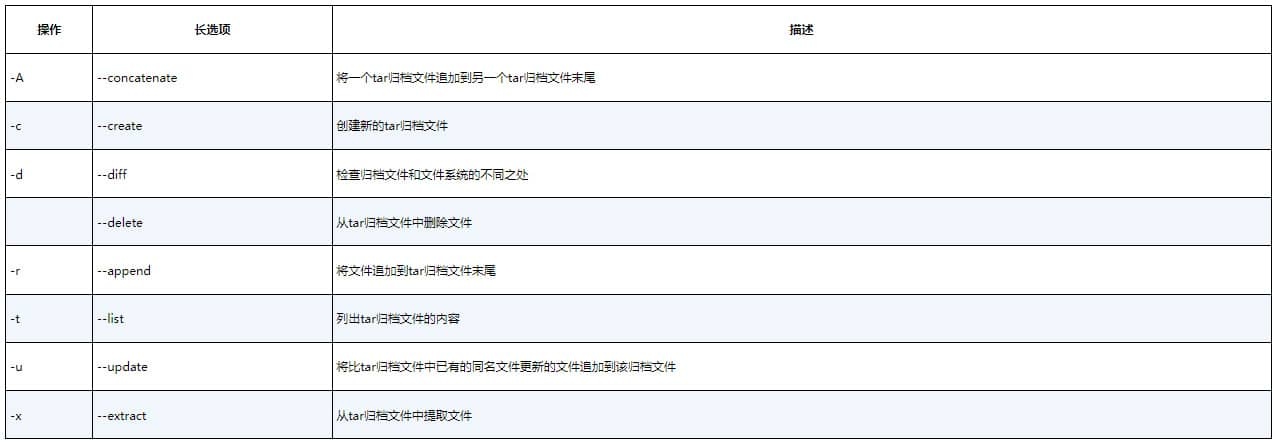 操作 长选项 描述
-A --concatenate 将一个tar归档文件追加到另一个tar归档文件末尾
-c --create 创建新的tar归档文件
-d --diff 检查归档文件和文件系统的不同之处
--delete 从tar归档文件中删除文件
-r --append 将文件追加到tar归档文件末尾
-t --list 列出tar归档文件的内容
-u --update 将比tar归档文件中已有的同名文件更新的文件追加到该归档文件
-x --extract 从tar归档文件中提取文件